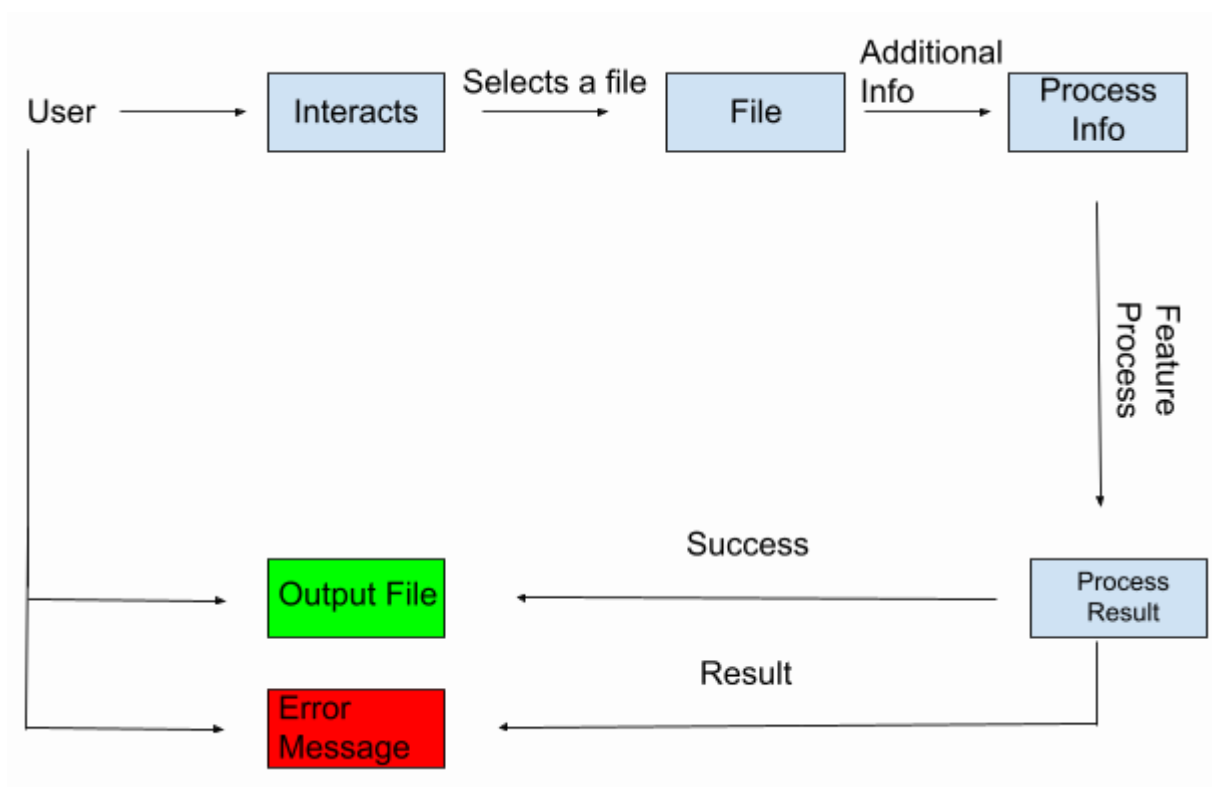 User
Interacts
Selects a file
File
Additional
Info
Process
Info
Feature
Process
Success
Output File
Process
Result
Result
Error
Message